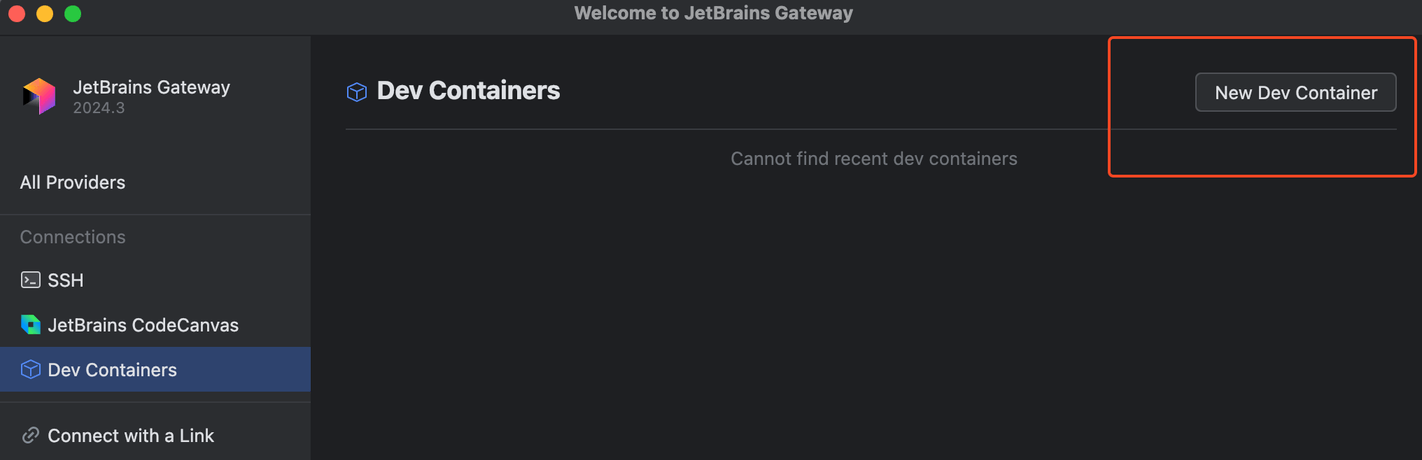 Welcome to JetBrains Gateway
JetBrains Gateway
2024.3
All Providers
Connections
SSH
JetBrains CodeCanvas
Dev Containers
Connect with a Link
Dev Containers
New Dev Container
Cannot find recent dev containers